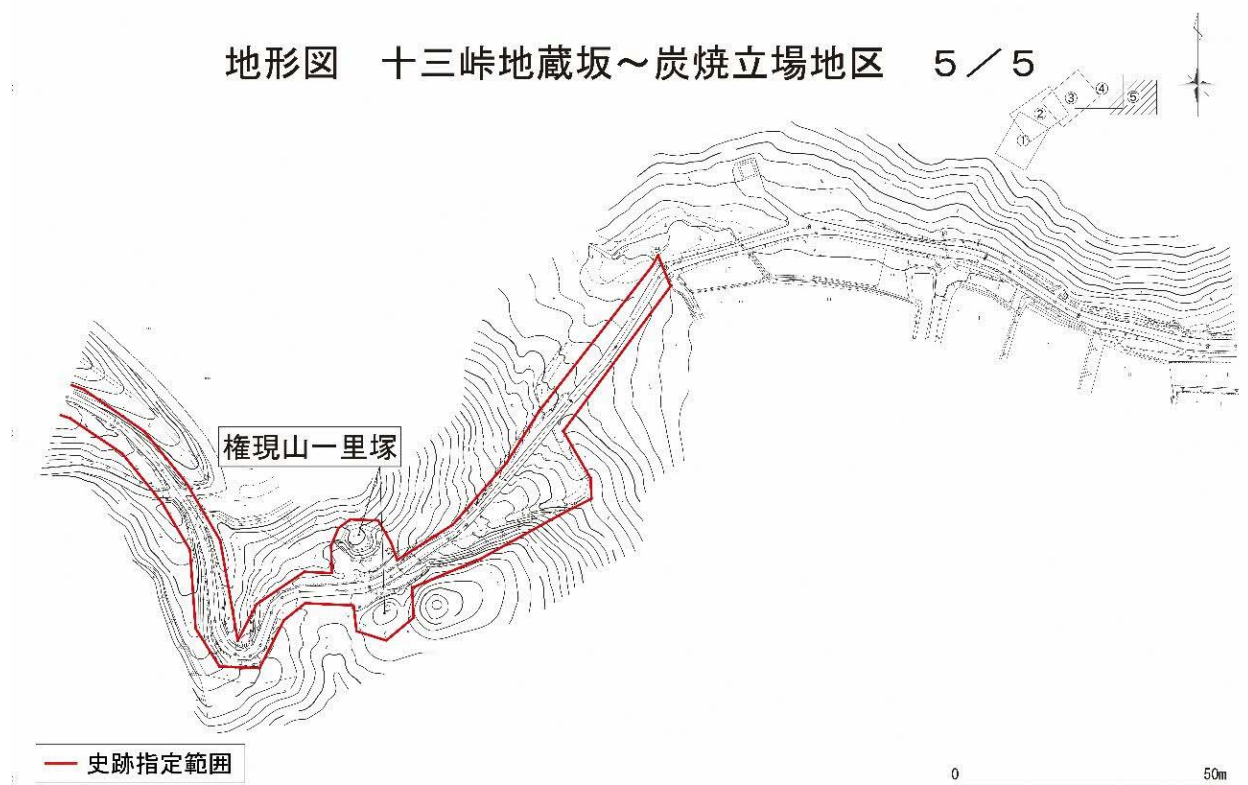 地形図　十三峠地蔵坂～炭焼立場地区　５／５
① ② ③ ④ ⑤
権現山一里塚
史跡指定範囲
0 50m